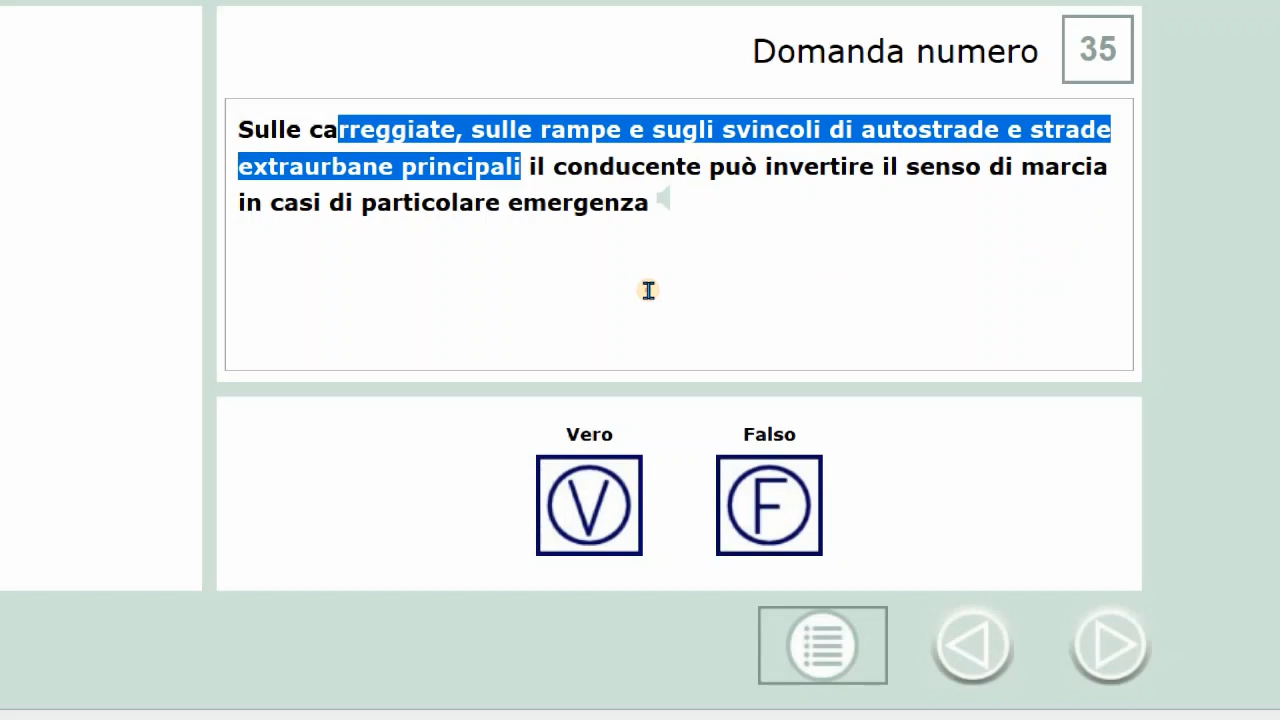 Domanda numero 35
Sulle carreggiate, sulle rampe e sugli svincoli di autostrade e strade
extraurbane principali il conducente può invertire il senso di marcia
in casi di particolare emergenza
Vero Falso
V F